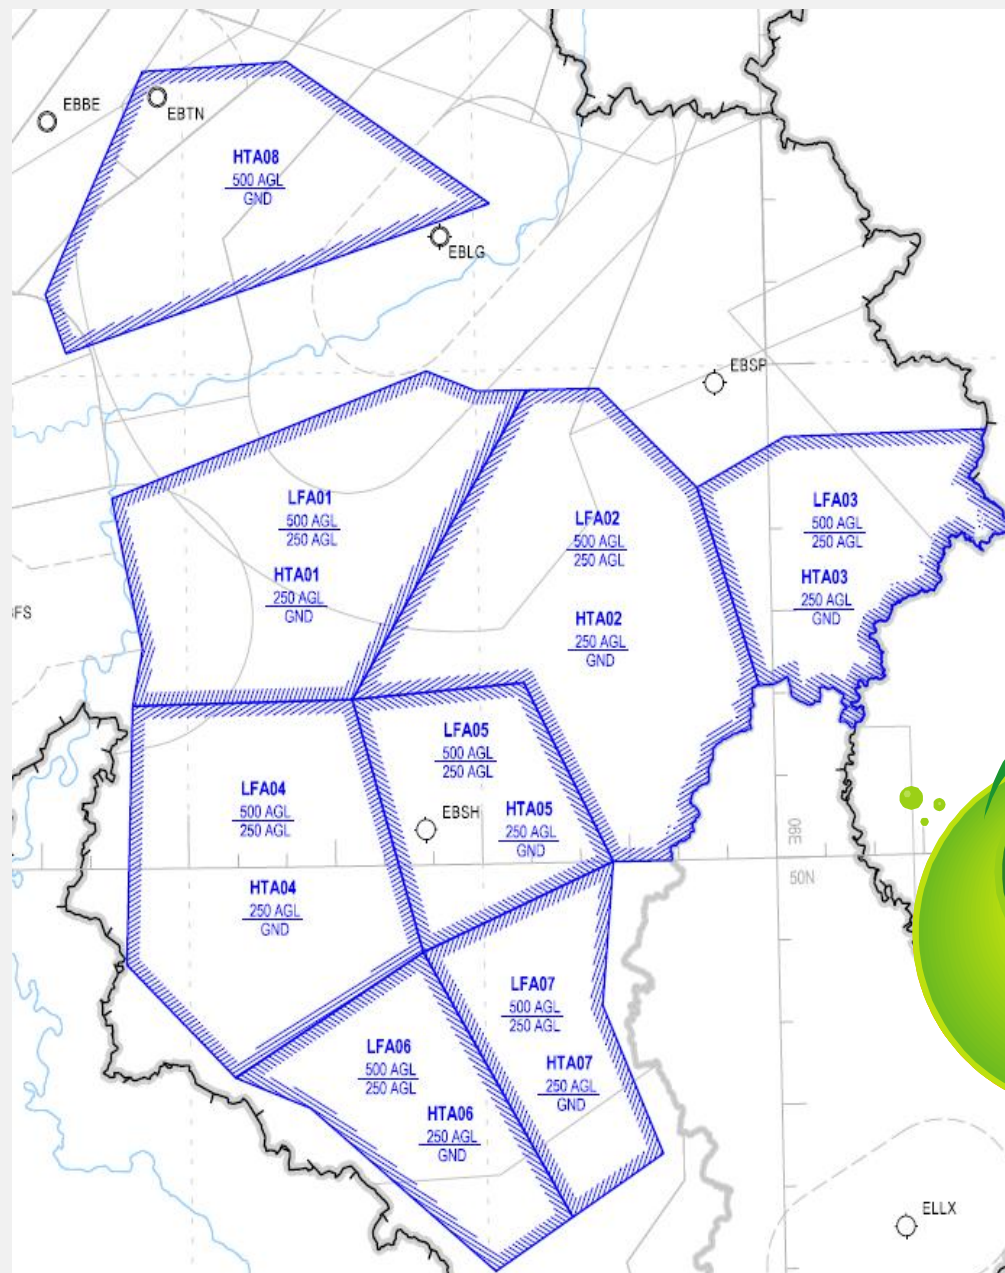 EBBE
EBTN
HTA08
500 AGL
GND
EBLG
EBSP
LFA01
500 AGL
250 AGL
HTA01
250 AGL
GND
LFA02
500 AGL
250 AGL
HTA02
250 AGL
GND
LFA03
500 AGL
250 AGL
HTA03
250 AGL
GND
FS
LFA05
500 AGL
250 AGL
LFA04
500 AGL
250 AGL
EBSH
HTA05
250 AGL
GND
06E
50N
HTA04
250 AGL
GND
LFA07
500 AGL
250 AGL
LFA06
500 AGL
250 AGL
HTA07
250 AGL
GND
HTA06
250 AGL
GND
ELLX